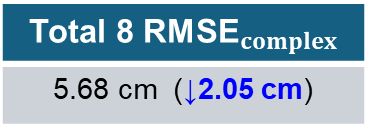 Total 8 RMSEcomplex
5.68 cm (↓2.05 cm)